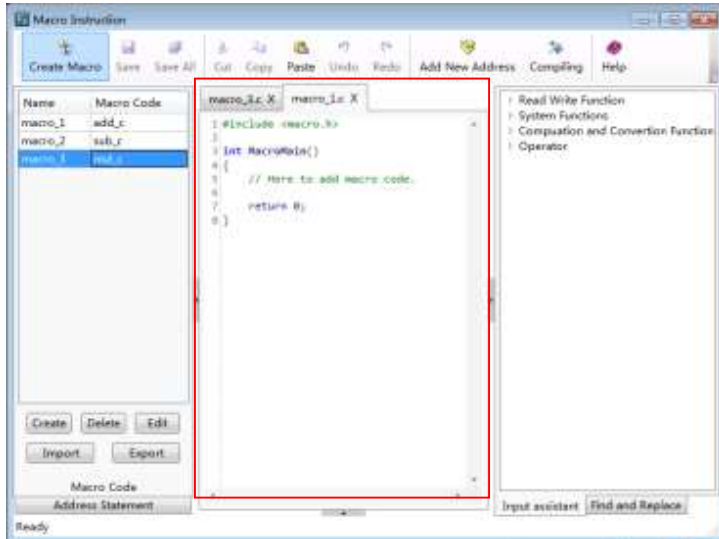 Macro Instruction
Create Macro Save Save All Cut Copy Paste Undo Redo Add New Address Compiling Help
Name Macro Code
macro_1 add_c
macro_2 sub_c
macro_3 mul_c
Create Delete Edit
Import Export
Macro Code
Address Statement
Ready
macro_3.c X macro_1.c X
1 #include <macro.h>
2
3 int MacroMain()
4 {
5 // Here to add macro code.
6
7 return 0;
8 }
Read Write Function
System Functions
Compuation and Convertion Function
Operator
Input assistant Find and Replace